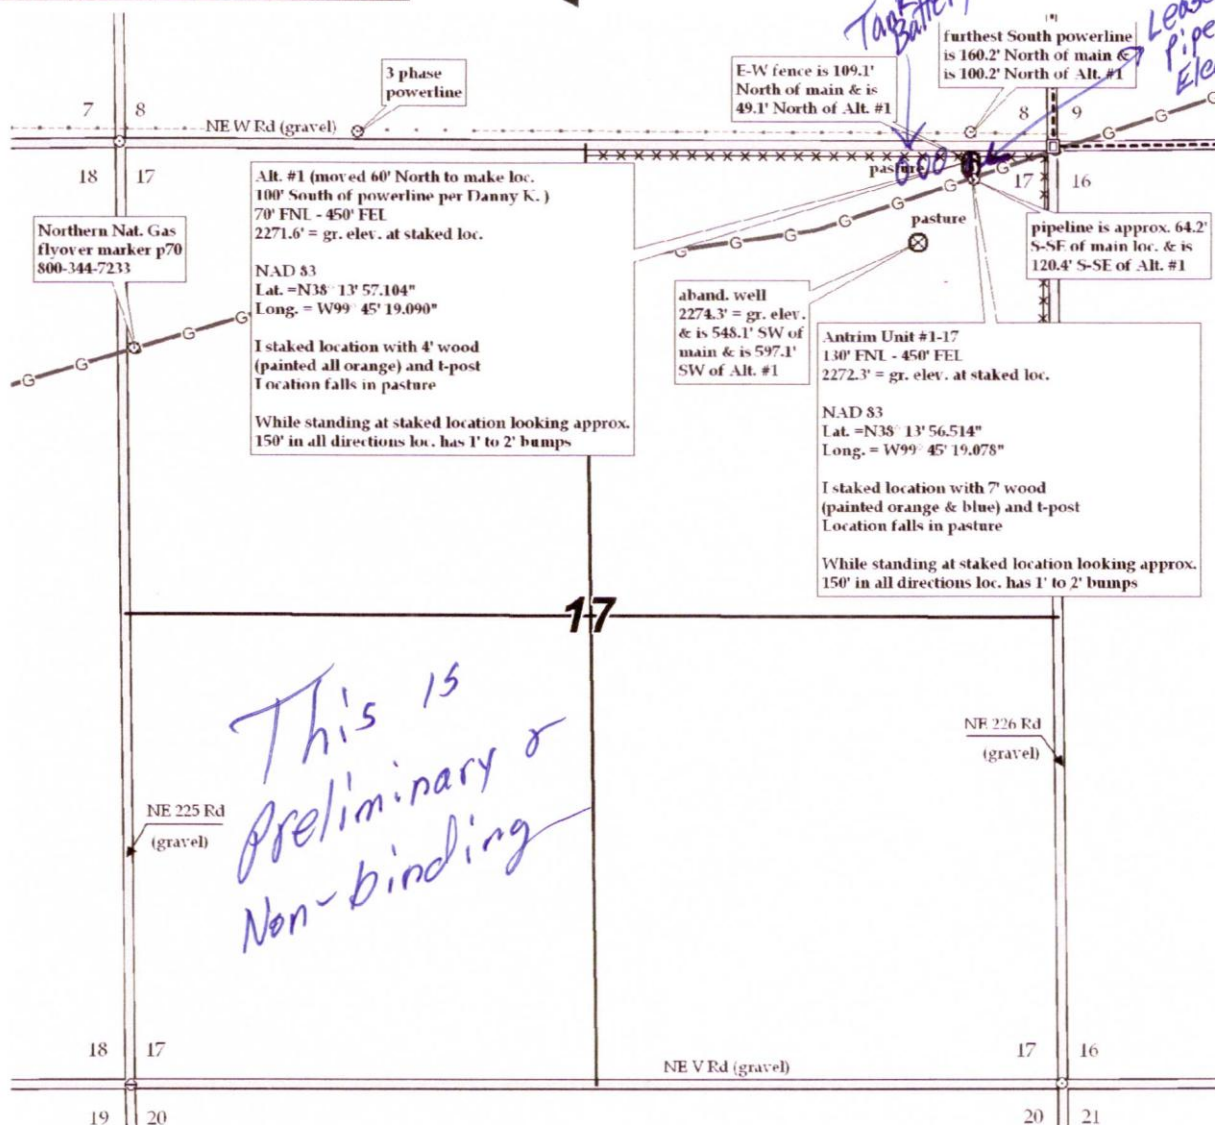 Tank
Battery
Lease
furthest South powerline
is 160.2' North of main &
is 100.2' North of Alt. #1
E-W fence is 109.1'
North of main & is
49.1' North of Alt. #1
3 phase
powerline
7 8
8 9
NE W Rd (gravel)
18 17
17 16
pasture
pasture
Alt. #1 (moved 60' North to make loc.
100' South of powerline per Danny K. )
70' FNL - 450' FEL
2271.6' = gr. elev. at staked loc.
NAD 83
Lat. =N38° 13' 57.104"
Long. = W99° 45' 19.090"
I staked location with 4' wood
(painted all orange) and t-post
Location falls in pasture
While standing at staked location looking approx.
150' in all directions loc. has 1' to 2' bumps
Northern Nat. Gas
flyover marker p70
800-344-7233
pipeline is approx. 64.2'
S-SE of main loc. & is
120.4' S-SE of Alt. #1
aband. well
2274.3' = gr. elev.
& is 548.1' SW of
main & is 597.1'
SW of Alt. #1
Antrim Unit #1-17
130' FNL - 450' FEL
2272.3' = gr. elev. at staked loc.
NAD 83
Lat. =N38° 13' 56.514"
Long. = W99° 45' 19.078"
I staked location with 7' wood
(painted orange & blue) and t-post
Location falls in pasture
While standing at staked location looking approx.
150' in all directions loc. has 1' to 2' bumps
G G G G G G G G G G G
17
This is
Preliminary &
Non-binding
NE 226 Rd
(gravel)
NE 225 Rd
(gravel)
18 17
17 16
NE V Rd (gravel)
19 20
20 21